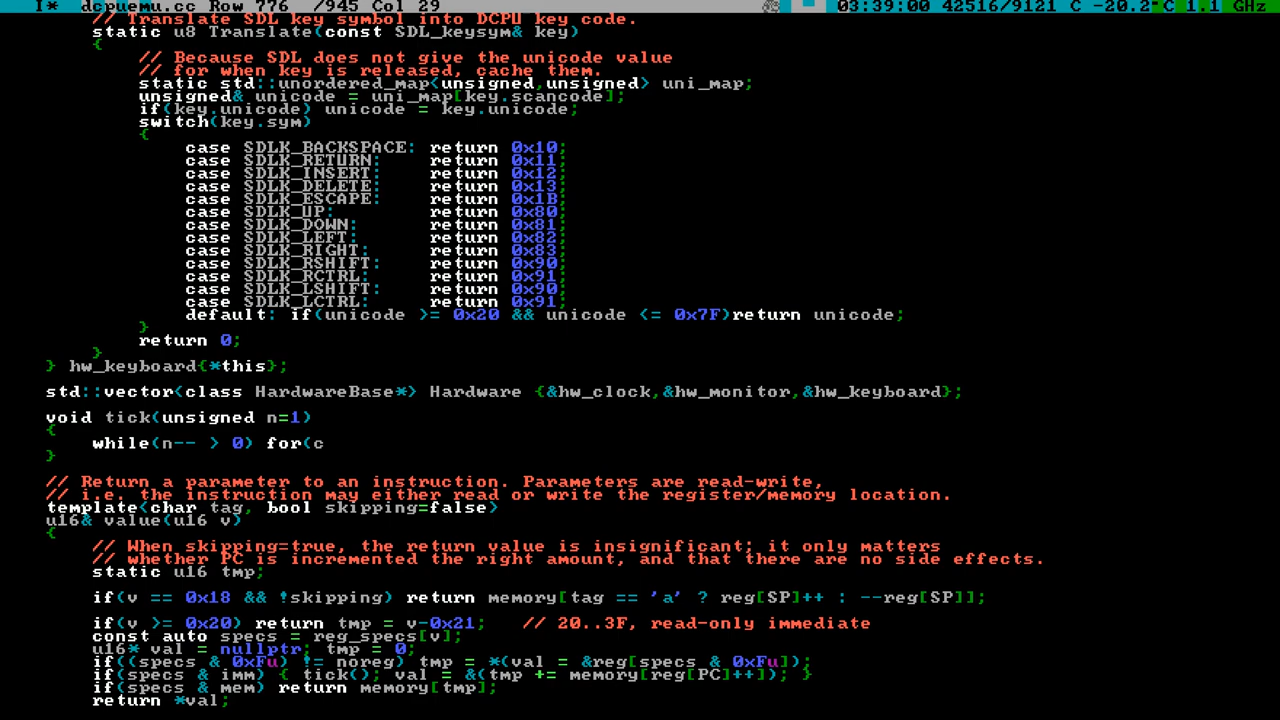 I* dcpuemu.cc Row 776 /945 Col 29 03:39:00 42516/9121 C -20.2°C 1.1 GHz
// Translate SDL key symbol into DCPU key code.
static u8 Translate(const SDL_keysym& key)
{
// Because SDL does not give the unicode value
// for when key is released, cache them.
static std::unordered_map<unsigned,unsigned> uni_map;
unsigned& unicode = uni_map[key.scancode];
if(key.unicode) unicode = key.unicode;
switch(key.sym)
{
case SDLK_BACKSPACE: return 0x10;
case SDLK_RETURN: return 0x11;
case SDLK_INSERT: return 0x12;
case SDLK_DELETE: return 0x13;
case SDLK_ESCAPE: return 0x1B;
case SDLK_UP: return 0x80;
case SDLK_DOWN: return 0x81;
case SDLK_LEFT: return 0x82;
case SDLK_RIGHT: return 0x83;
case SDLK_RSHIFT: return 0x90;
case SDLK_RCTRL: return 0x91;
case SDLK_LSHIFT: return 0x90;
case SDLK_LCTRL: return 0x91;
default: if(unicode >= 0x20 && unicode <= 0x7F)return unicode;
}
return 0;
}
} hw_keyboard{*this};
std::vector<class HardwareBase*> Hardware {&hw_clock,&hw_monitor,&hw_keyboard};
void tick(unsigned n=1)
{
while(n-- > 0) for(c
}
// Return a parameter to an instruction. Parameters are read-write,
// i.e. the instruction may either read or write the register/memory location.
template<char tag, bool skipping=false>
u16& value(u16 v)
{
// When skipping=true, the return value is insignificant; it only matters
// whether PC is incremented the right amount, and that there are no side effects.
static u16 tmp;
if(v == 0x18 && !skipping) return memory[tag == 'a' ? reg[SP]++ : --reg[SP]];
if(v >= 0x20) return tmp = v-0x21; // 20..3F, read-only immediate
const auto specs = reg_specs[v];
u16* val = nullptr; tmp = 0;
if((specs & 0xFu) != noreg) tmp = *(val = &reg[specs & 0xFu]);
if(specs & imm) { tick(); val = &(tmp += memory[reg[PC]++]); }
if(specs & mem) return memory[tmp];
return *val;